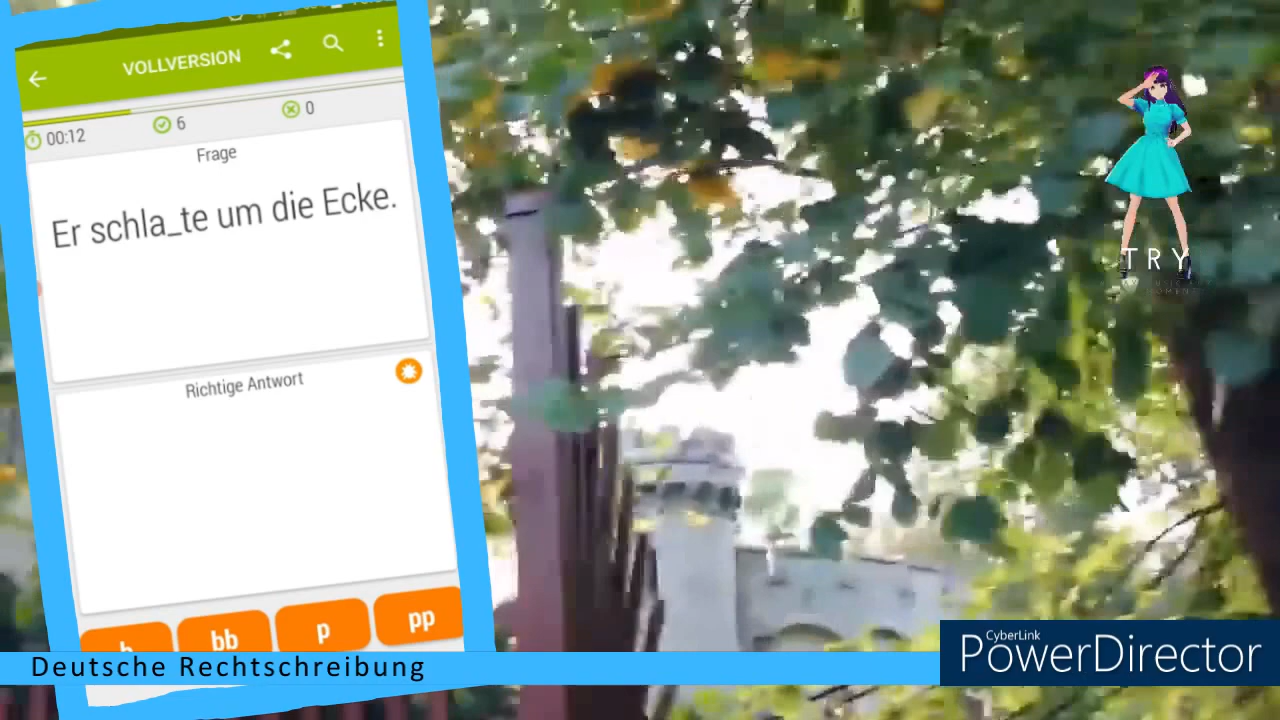 VOLLVERSION
00:12
6
0
Frage
Er schla_te um die Ecke.
Richtige Antwort
b
bb
p
pp
Deutsche Rechtschreibung
TRY
CyberLink
PowerDirector